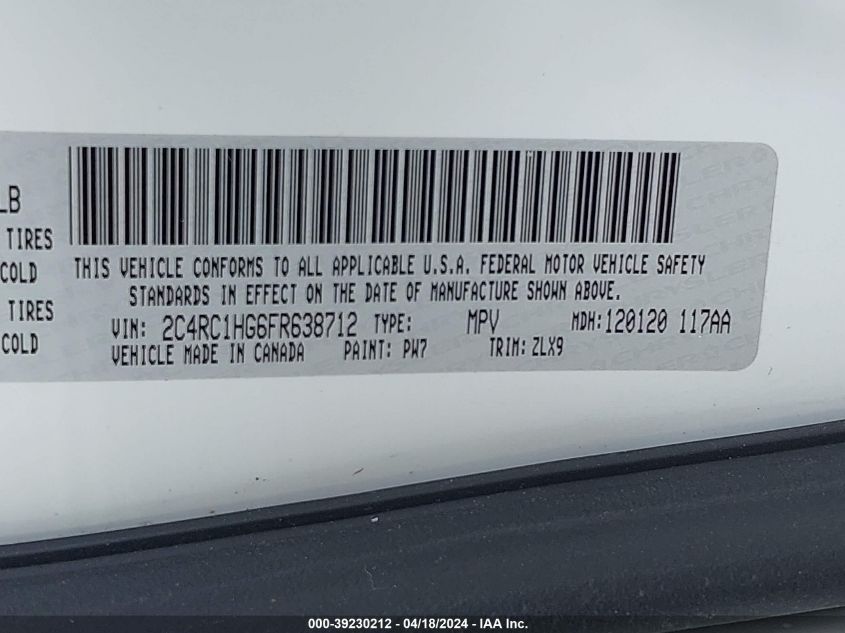 LB
TIRES
COLD
TIRES
COLD
THIS VEHICLE CONFORMS TO ALL APPLICABLE U.S.A. FEDERAL MOTOR VEHICLE SAFETY
STANDARDS IN EFFECT ON THE DATE OF MANUFACTURE SHOWN ABOVE.
VIN: 2C4RC1HG6FR638712 TYPE: MPV MDH:120120 117AA
VEHICLE MADE IN CANADA PAINT: PW7 TRIM: ZLX9
000-39230212 - 04/18/2024 - IAA Inc.